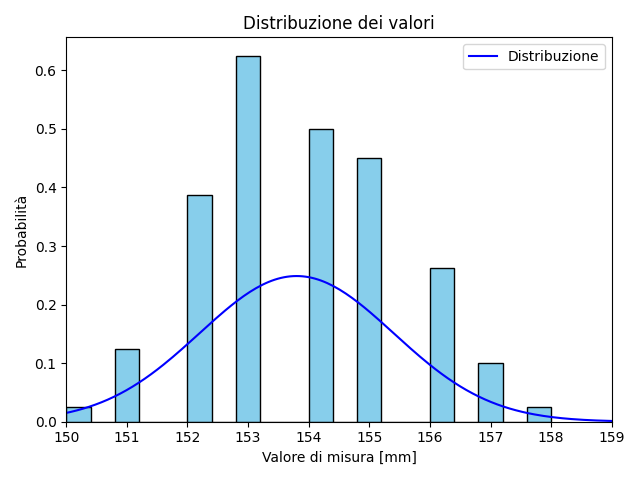 Distribuzione dei valori
Distribuzione
Probabilità
0.6
0.5
0.4
0.3
0.2
0.1
0.0
150 151 152 153 154 155 156 157 158 159
Valore di misura [mm]